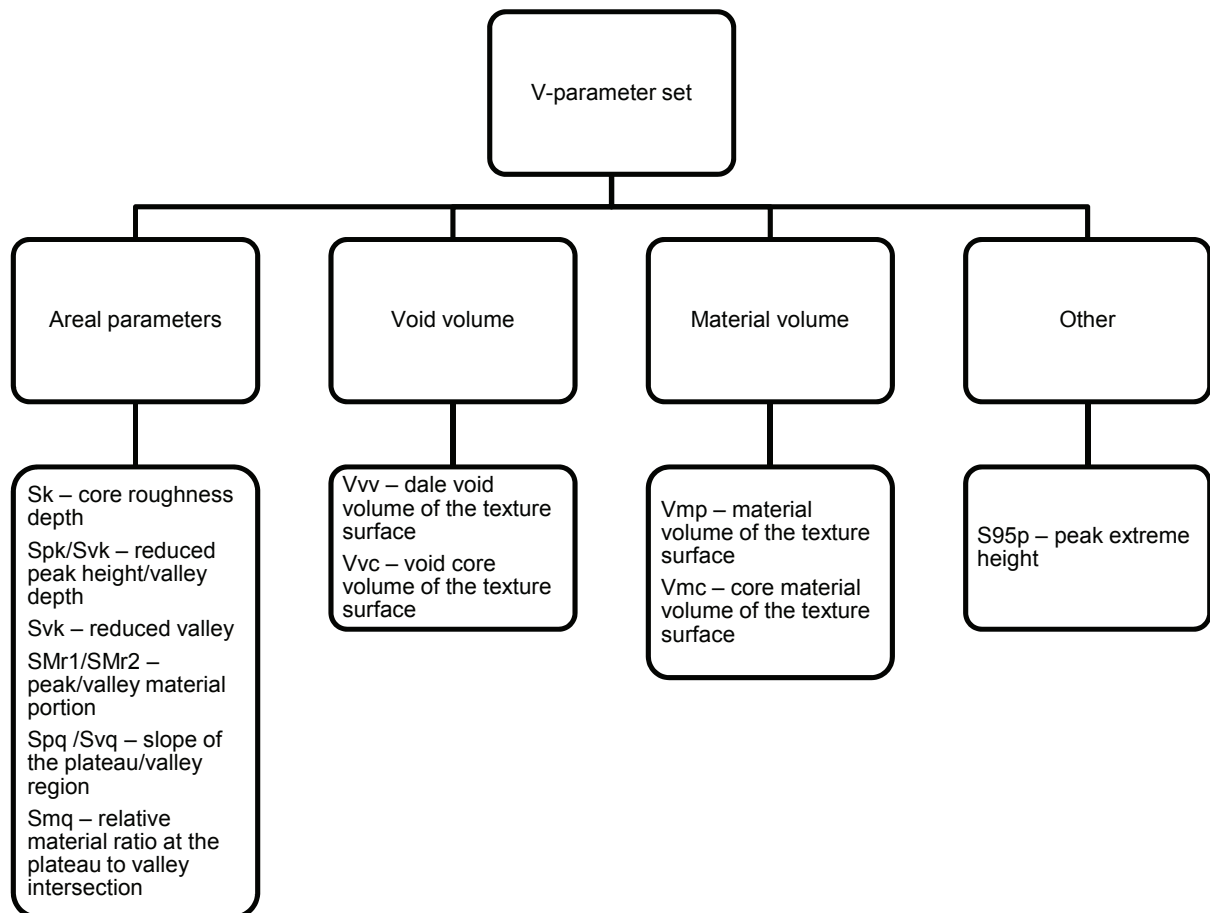 V-parameter set
Areal parameters
Void volume
Material volume
Other
Sk – core roughness
depth
Spk/Svk – reduced
peak height/valley
depth
Svk – reduced valley
SMr1/SMr2 –
peak/valley material
portion
Spq /Svq – slope of
the plateau/valley
region
Smq – relative
material ratio at the
plateau to valley
intersection
Vvv – dale void
volume of the texture
surface
Vvc – void core
volume of the texture
surface
Vmp – material
volume of the texture
surface
Vmc – core material
volume of the texture
surface
S95p – peak extreme
height